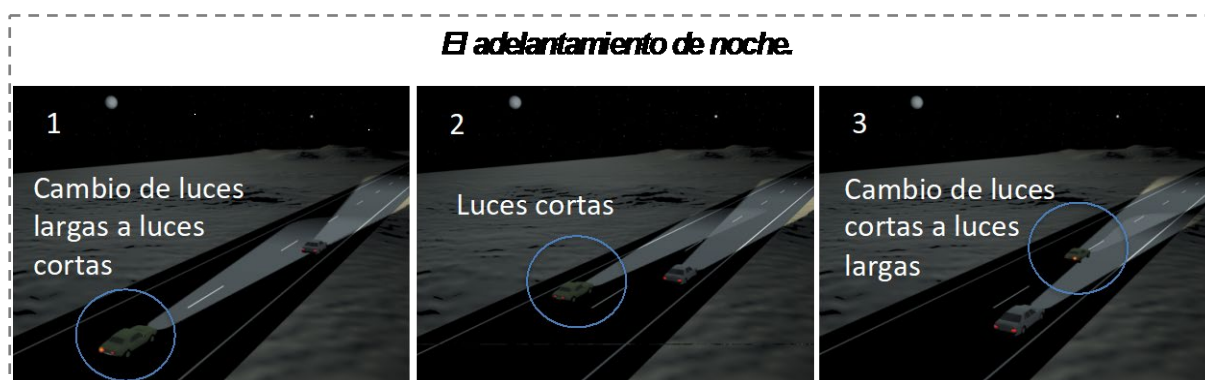 El adelantamiento de noche.
1
Cambio de luces
largas a luces
cortas
2
Luces cortas
3
Cambio de luces
cortas a luces
largas